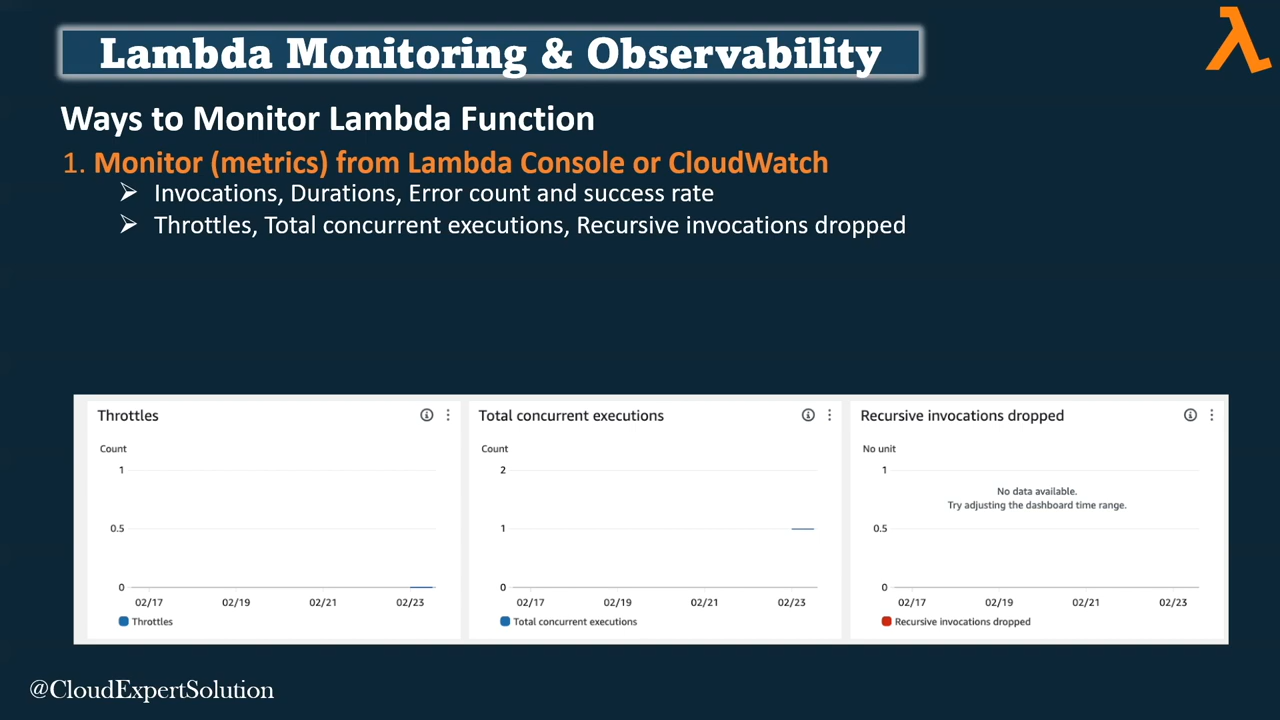 Lambda Monitoring & Observability
Ways to Monitor Lambda Function
1. Monitor (metrics) from Lambda Console or CloudWatch
➢ Invocations, Durations, Error count and success rate
➢ Throttles, Total concurrent executions, Recursive invocations dropped
Throttles
Count
1
0.5
0
02/17 02/19 02/21 02/23
Throttles
Total concurrent executions
Count
2
1
0
02/17 02/19 02/21 02/23
Total concurrent executions
Recursive invocations dropped
No unit
1
No data available.
Try adjusting the dashboard time range.
0.5
0
02/17 02/19 02/21 02/23
Recursive invocations dropped
@CloudExpertSolution